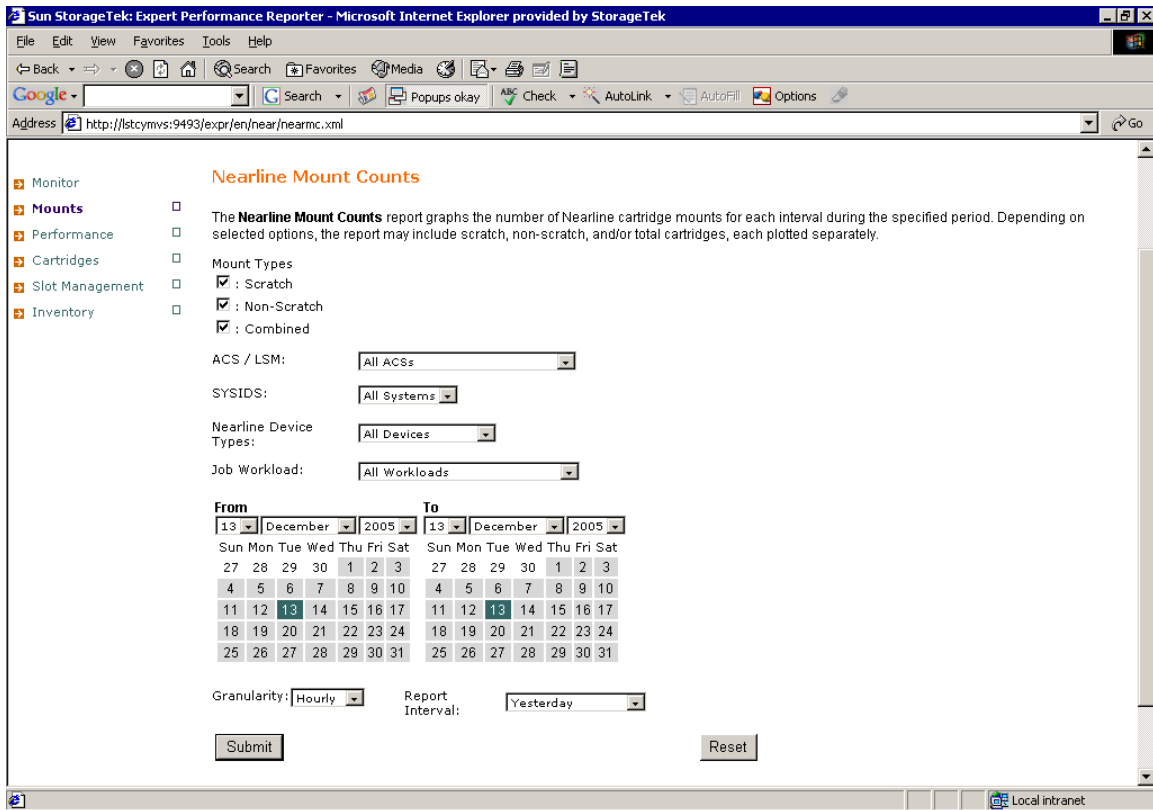 Sun StorageTek: Expert Performance Reporter - Microsoft Internet Explorer provided by StorageTek
File Edit View Favorites Tools Help
Back Search Favorites Media
Google Search Popups okay ABC Check AutoLink AutoFill Options
Address http://lstcymvs:9493/expr/en/near/nearmc.xml Go
Monitor
Mounts
Performance
Cartridges
Slot Management
Inventory
Nearline Mount Counts
The Nearline Mount Counts report graphs the number of Nearline cartridge mounts for each interval during the specified period. Depending on
selected options, the report may include scratch, non-scratch, and/or total cartridges, each plotted separately.
Mount Types
: Scratch
: Non-Scratch
: Combined
ACS / LSM: All ACSs
SYSIDS: All Systems
Nearline Device
Types: All Devices
Job Workload: All Workloads
From To
13 December 2005 13 December 2005
Sun Mon Tue Wed Thu Fri Sat Sun Mon Tue Wed Thu Fri Sat
27 28 29 30 1 2 3 27 28 29 30 1 2 3
4 5 6 7 8 9 10 4 5 6 7 8 9 10
11 12 13 14 15 16 17 11 12 13 14 15 16 17
18 19 20 21 22 23 24 18 19 20 21 22 23 24
25 26 27 28 29 30 31 25 26 27 28 29 30 31
Granularity: Hourly Report
Interval: Yesterday
Submit Reset
Local intranet